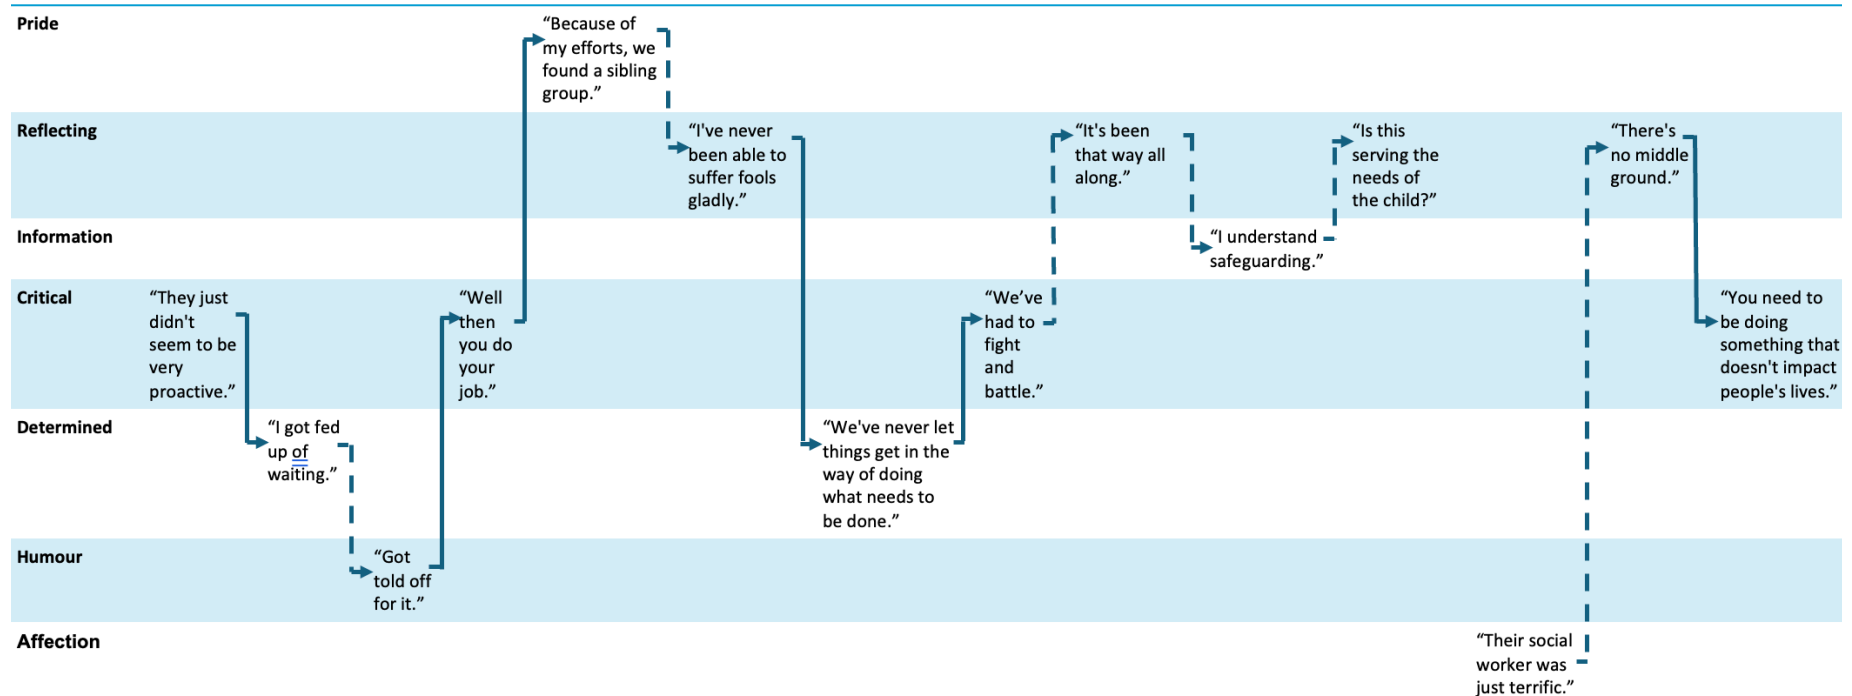 Pride
“Because of
my efforts, we
found a sibling
group.”
Reflecting
“I've never
been able to
suffer fools
gladly.”
“It's been
that way all
along.”
“Is this
serving the
needs of
the child?”
“There's
no middle
ground.”
Information
“I understand
safeguarding.”
Critical
“They just
didn't
seem to be
very
proactive.”
“Well
then
you do
your
job.”
“We’ve
had to
fight
and
battle.”
“You need to
be doing
something that
doesn't impact
people's lives.”
Determined
“I got fed
up of
waiting.”
“We've never let
things get in the
way of doing
what needs to
be done.”
Humour
“Got
told off
for it.”
Affection
“Their social
worker was
just terrific.”